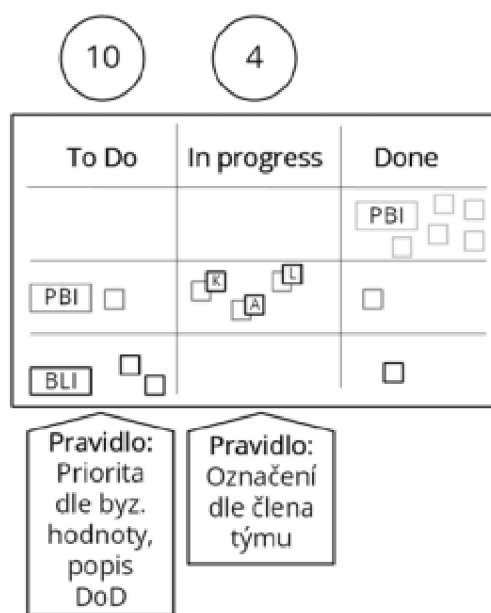 10
4
To Do
In progress
Done
PBI
PBI
K
A
L
BLI
Pravidlo:
Priorita
dle byz.
hodnoty,
popis
DoD
Pravidlo:
Označení
dle člena
týmu